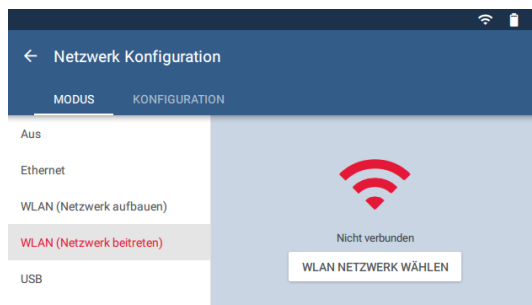 Netzwerk Konfiguration
MODUS KONFIGURATION
Aus
Ethernet
WLAN (Netzwerk aufbauen)
WLAN (Netzwerk beitreten)
USB
Nicht verbunden
WLAN NETZWERK WÄHLEN